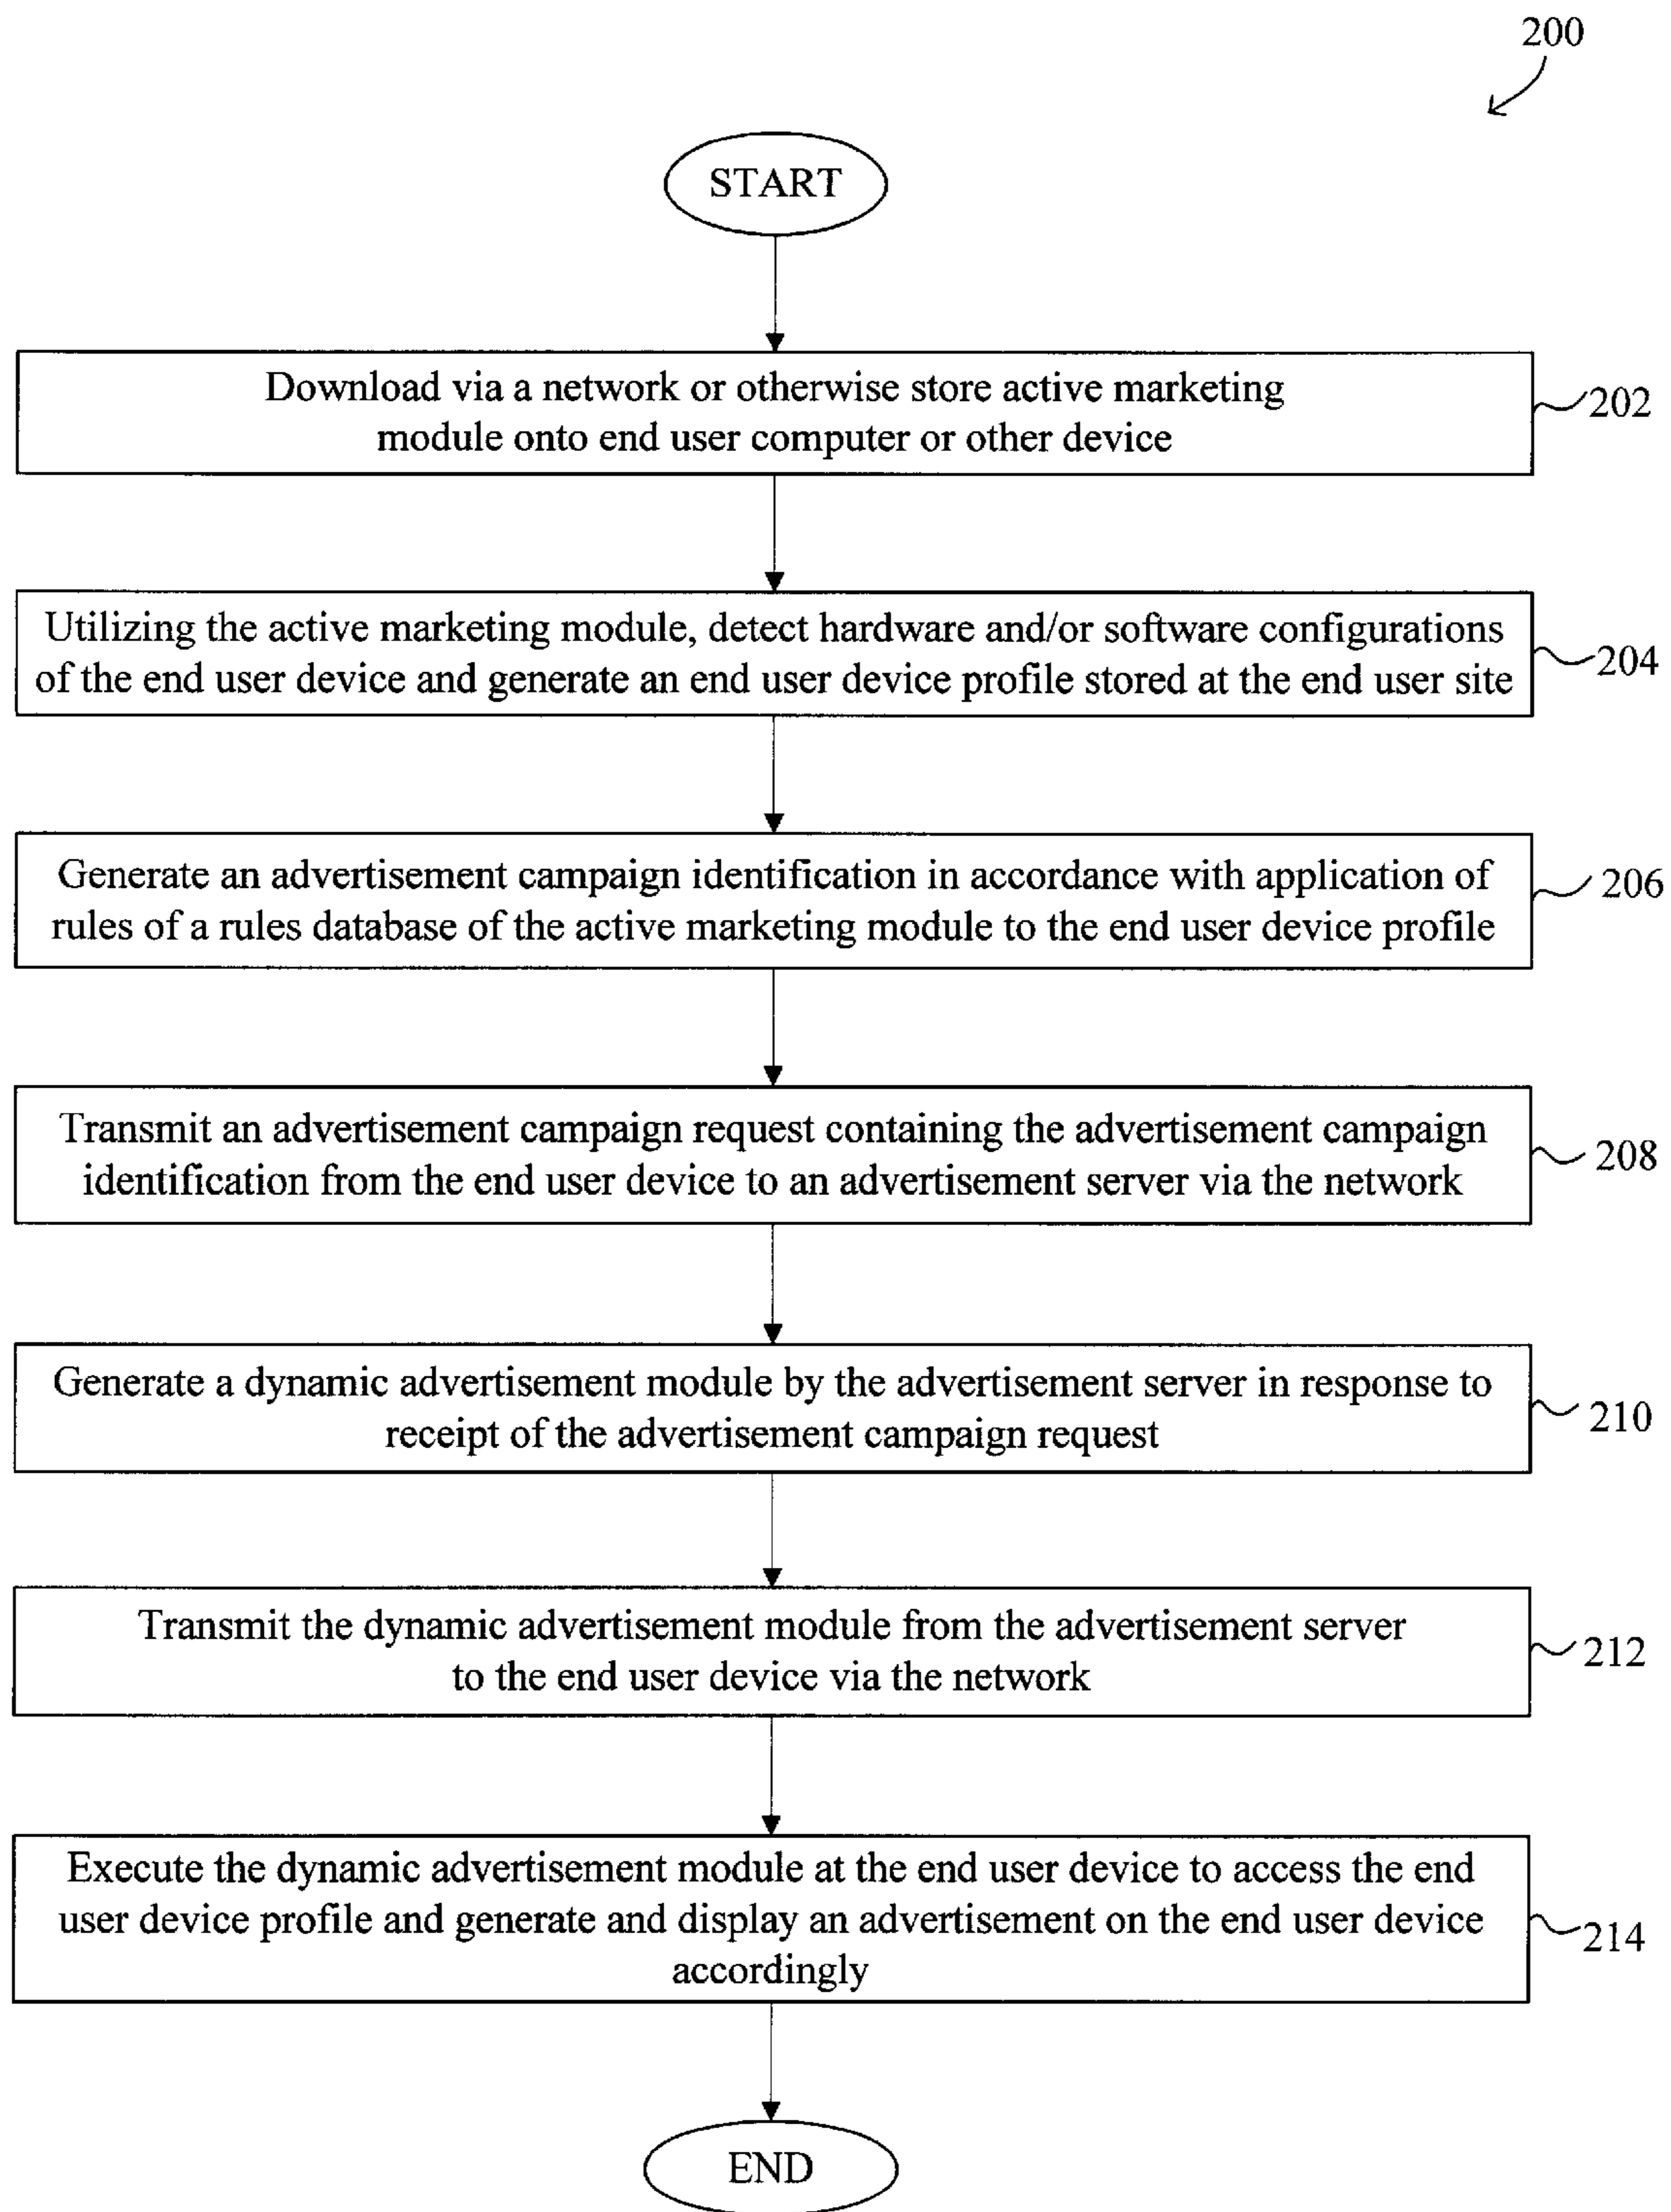 200
START
Download via a network or otherwise store active marketing
module onto end user computer or other device
202
Utilizing the active marketing module, detect hardware and/or software configurations
of the end user device and generate an end user device profile stored at the end user site
204
Generate an advertisement campaign identification in accordance with application of
rules of a rules database of the active marketing module to the end user device profile
206
Transmit an advertisement campaign request containing the advertisement campaign
identification from the end user device to an advertisement server via the network
208
Generate a dynamic advertisement module by the advertisement server in response to
receipt of the advertisement campaign request
210
Transmit the dynamic advertisement module from the advertisement server
to the end user device via the network
212
Execute the dynamic advertisement module at the end user device to access the end
user device profile and generate and display an advertisement on the end user device
accordingly
214
END